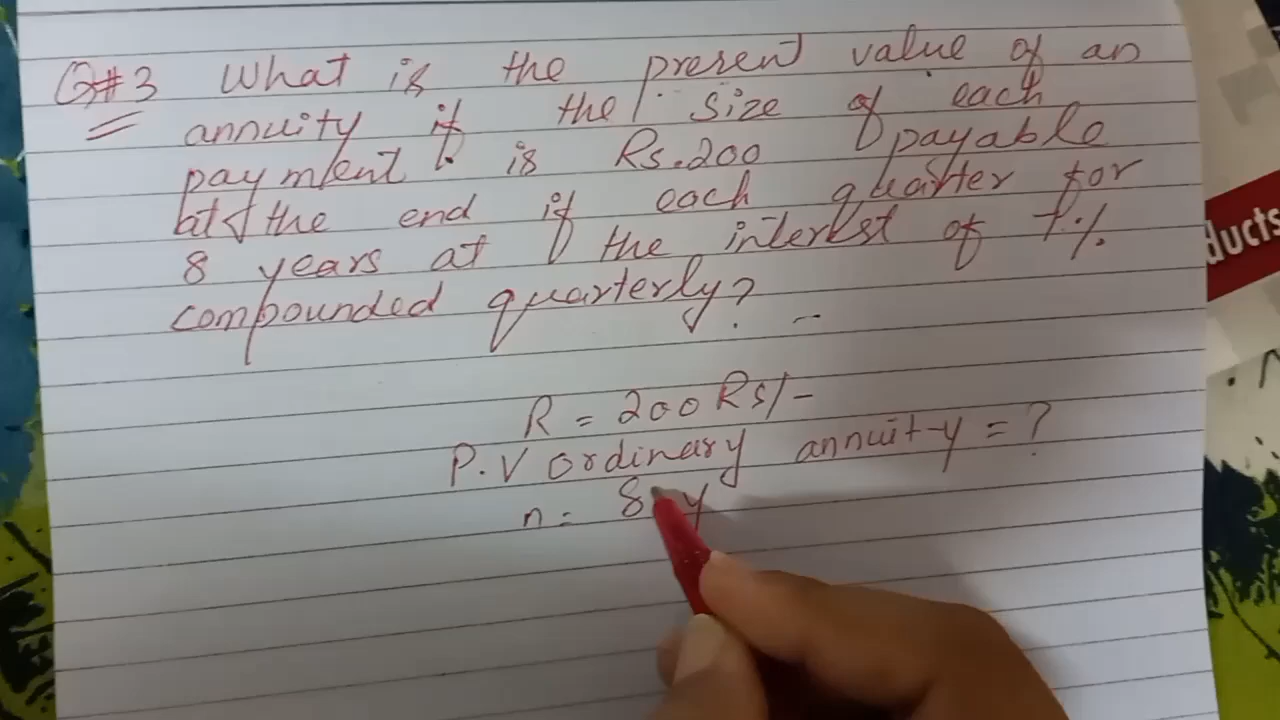 Q#3 What is the present value of an
annuity if the size of each
payment is Rs.200 payable
at the end if each quarter for
8 years at the interest of 7%
compounded quarterly?
R = 200 Rs/-
P.V ordinary annuity = ?
n = 8 y
ducts